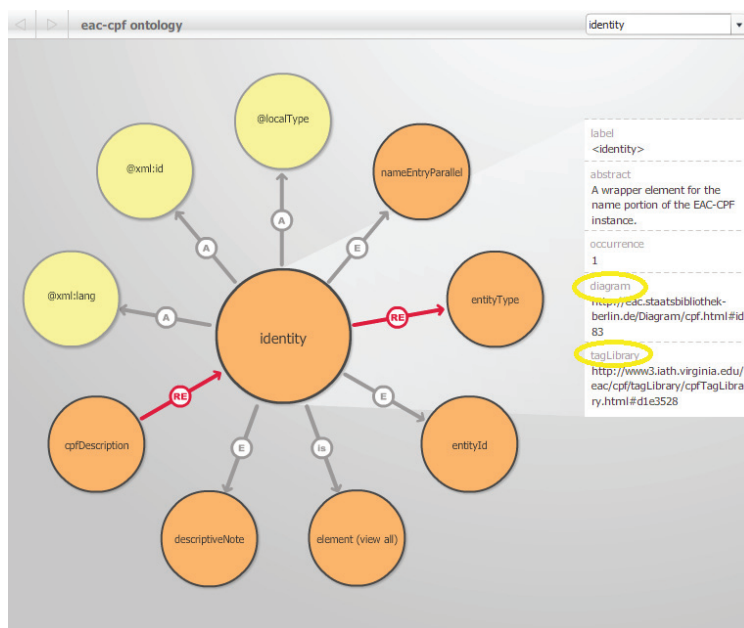 eac-cpf ontology
identity
@localType
@xml:id
nameEntryParallel
A
A
E
@xml:lang
A
entityType
RE
identity
RE
E
cpfDescription
E
is
entityId
descriptiveNote
element (view all)
label
<identity>
abstract
A wrapper element for the
name portion of the EAC-CPF
instance.
occurrence
1
diagram
http://eac.staatsbibliothek-
berlin.de/Diagram/cpf.html#id
83
tagLibrary
http://www3.iath.virginia.edu/
eac/cpf/tagLibrary/cpfTagLibra
ry.html#d1e3528